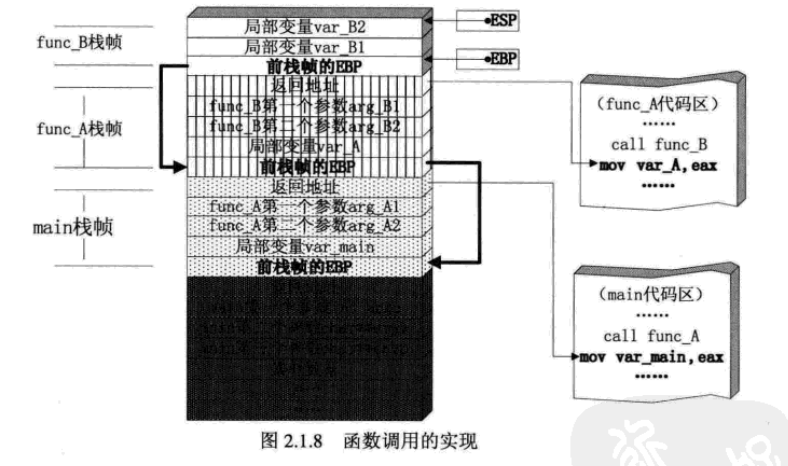 func_B栈帧
func_A栈帧
main栈帧
局部变量var_B2
局部变量var_B1
前栈帧的EBP
返回地址
func_B第一个参数arg_B1
func_B第二个参数arg_B2
局部变量var_A
前栈帧的EBP
返回地址
func_A第一个参数arg_A1
func_A第二个参数arg_A2
局部变量var_main
前栈帧的EBP
ESP
EBP
（func_A代码区）
……
call func_B
mov var_A,eax
……
（main代码区）
……
call func_A
mov var_main,eax
……
图 2.1.8 函数调用的实现